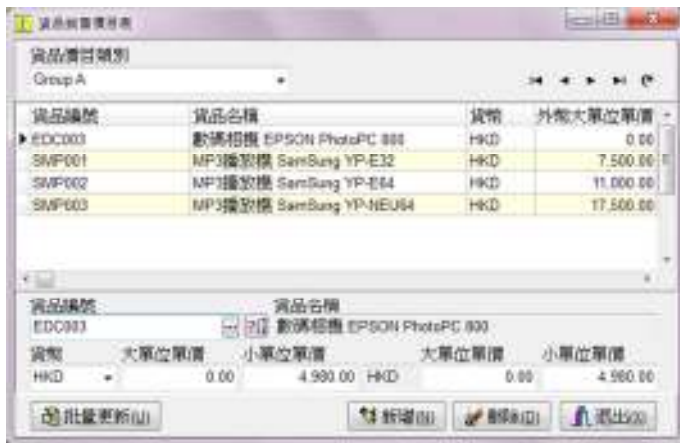 貨品銷售價目表
貨品價目類別
Group A
貨品編號 貨品名稱 貨幣 外幣大單位單價
EDC003 數碼相機 EPSON PhotoPC 800 HKD 0.00
SMP001 MP3播放機 SamSung YP-E32 HKD 7,500.00
SMP002 MP3播放機 SamSung YP-E64 HKD 11,000.00
SMP003 MP3播放機 SamSung YP-NEU64 HKD 17,500.00
貨品編號 貨品名稱
EDC003 數碼相機 EPSON PhotoPC 800
貨幣 大單位單價 小單位單價 大單位單價 小單位單價
HKD 0.00 4,980.00 HKD 0.00 4,980.00
批量更新(U) 新增(N) 刪除(D) 退出(X)